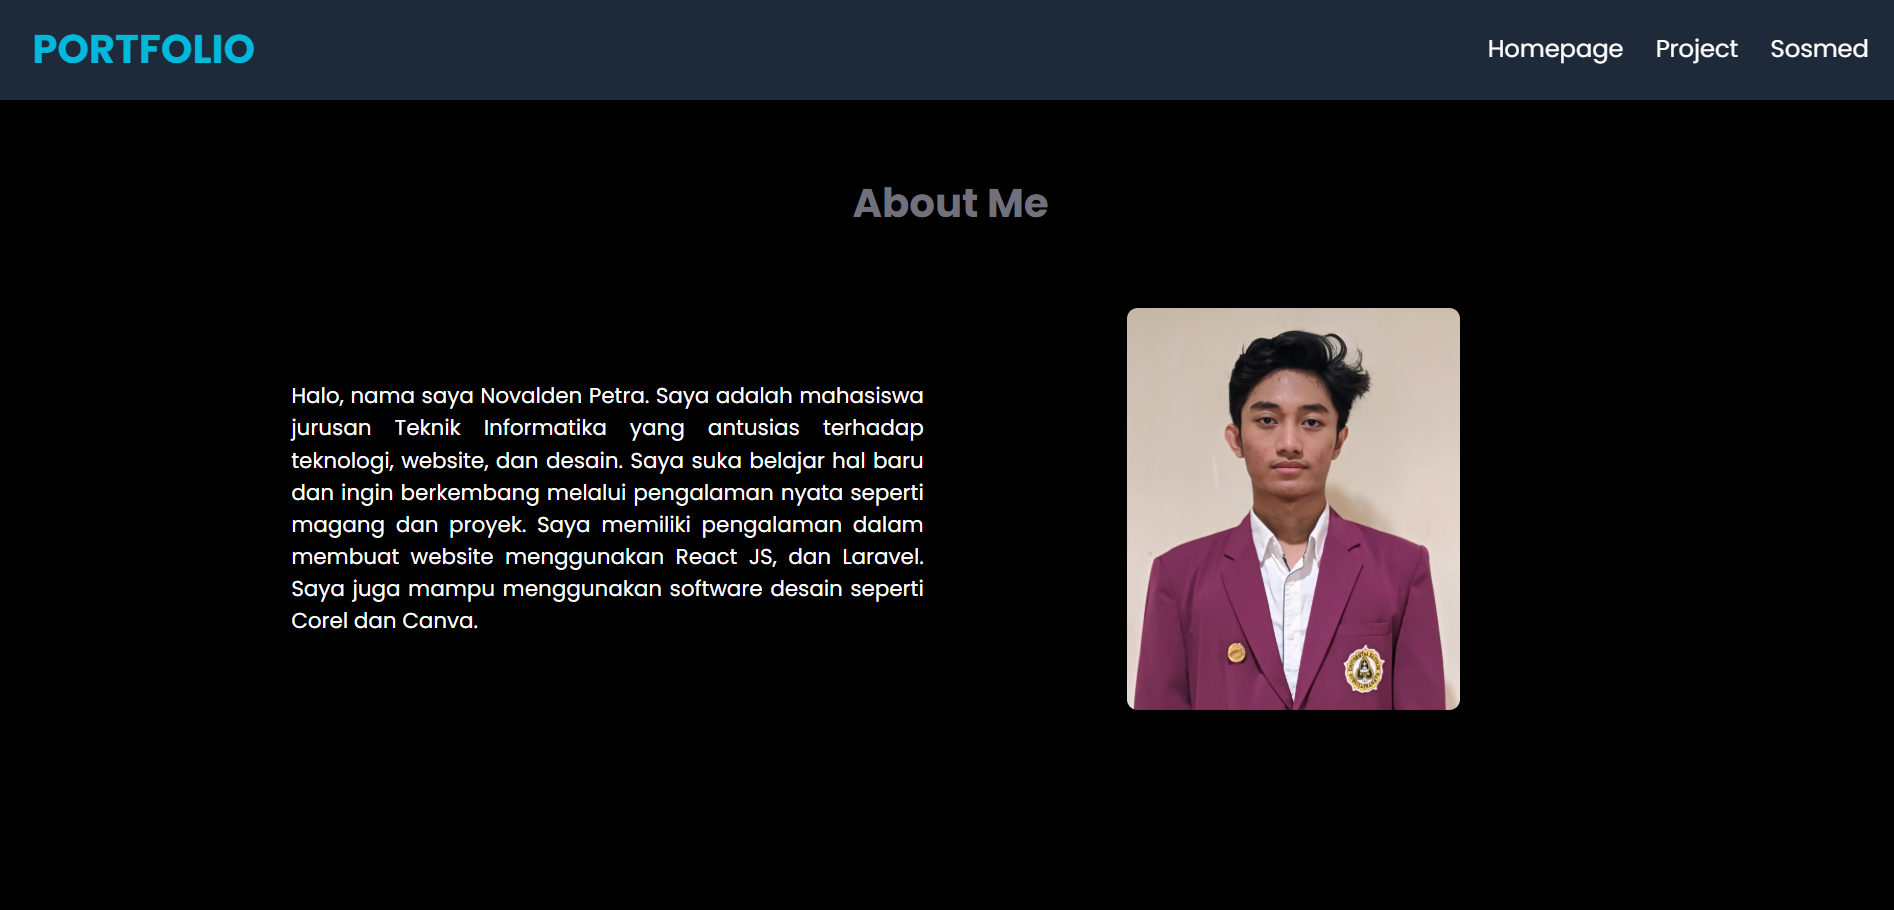 PORTFOLIO
Homepage Project Sosmed
About Me
Halo, nama saya Novalden Petra. Saya adalah mahasiswa
jurusan Teknik Informatika yang antusias terhadap
teknologi, website, dan desain. Saya suka belajar hal baru
dan ingin berkembang melalui pengalaman nyata seperti
magang dan proyek. Saya memiliki pengalaman dalam
membuat website menggunakan React JS, dan Laravel.
Saya juga mampu menggunakan software desain seperti
Corel dan Canva.